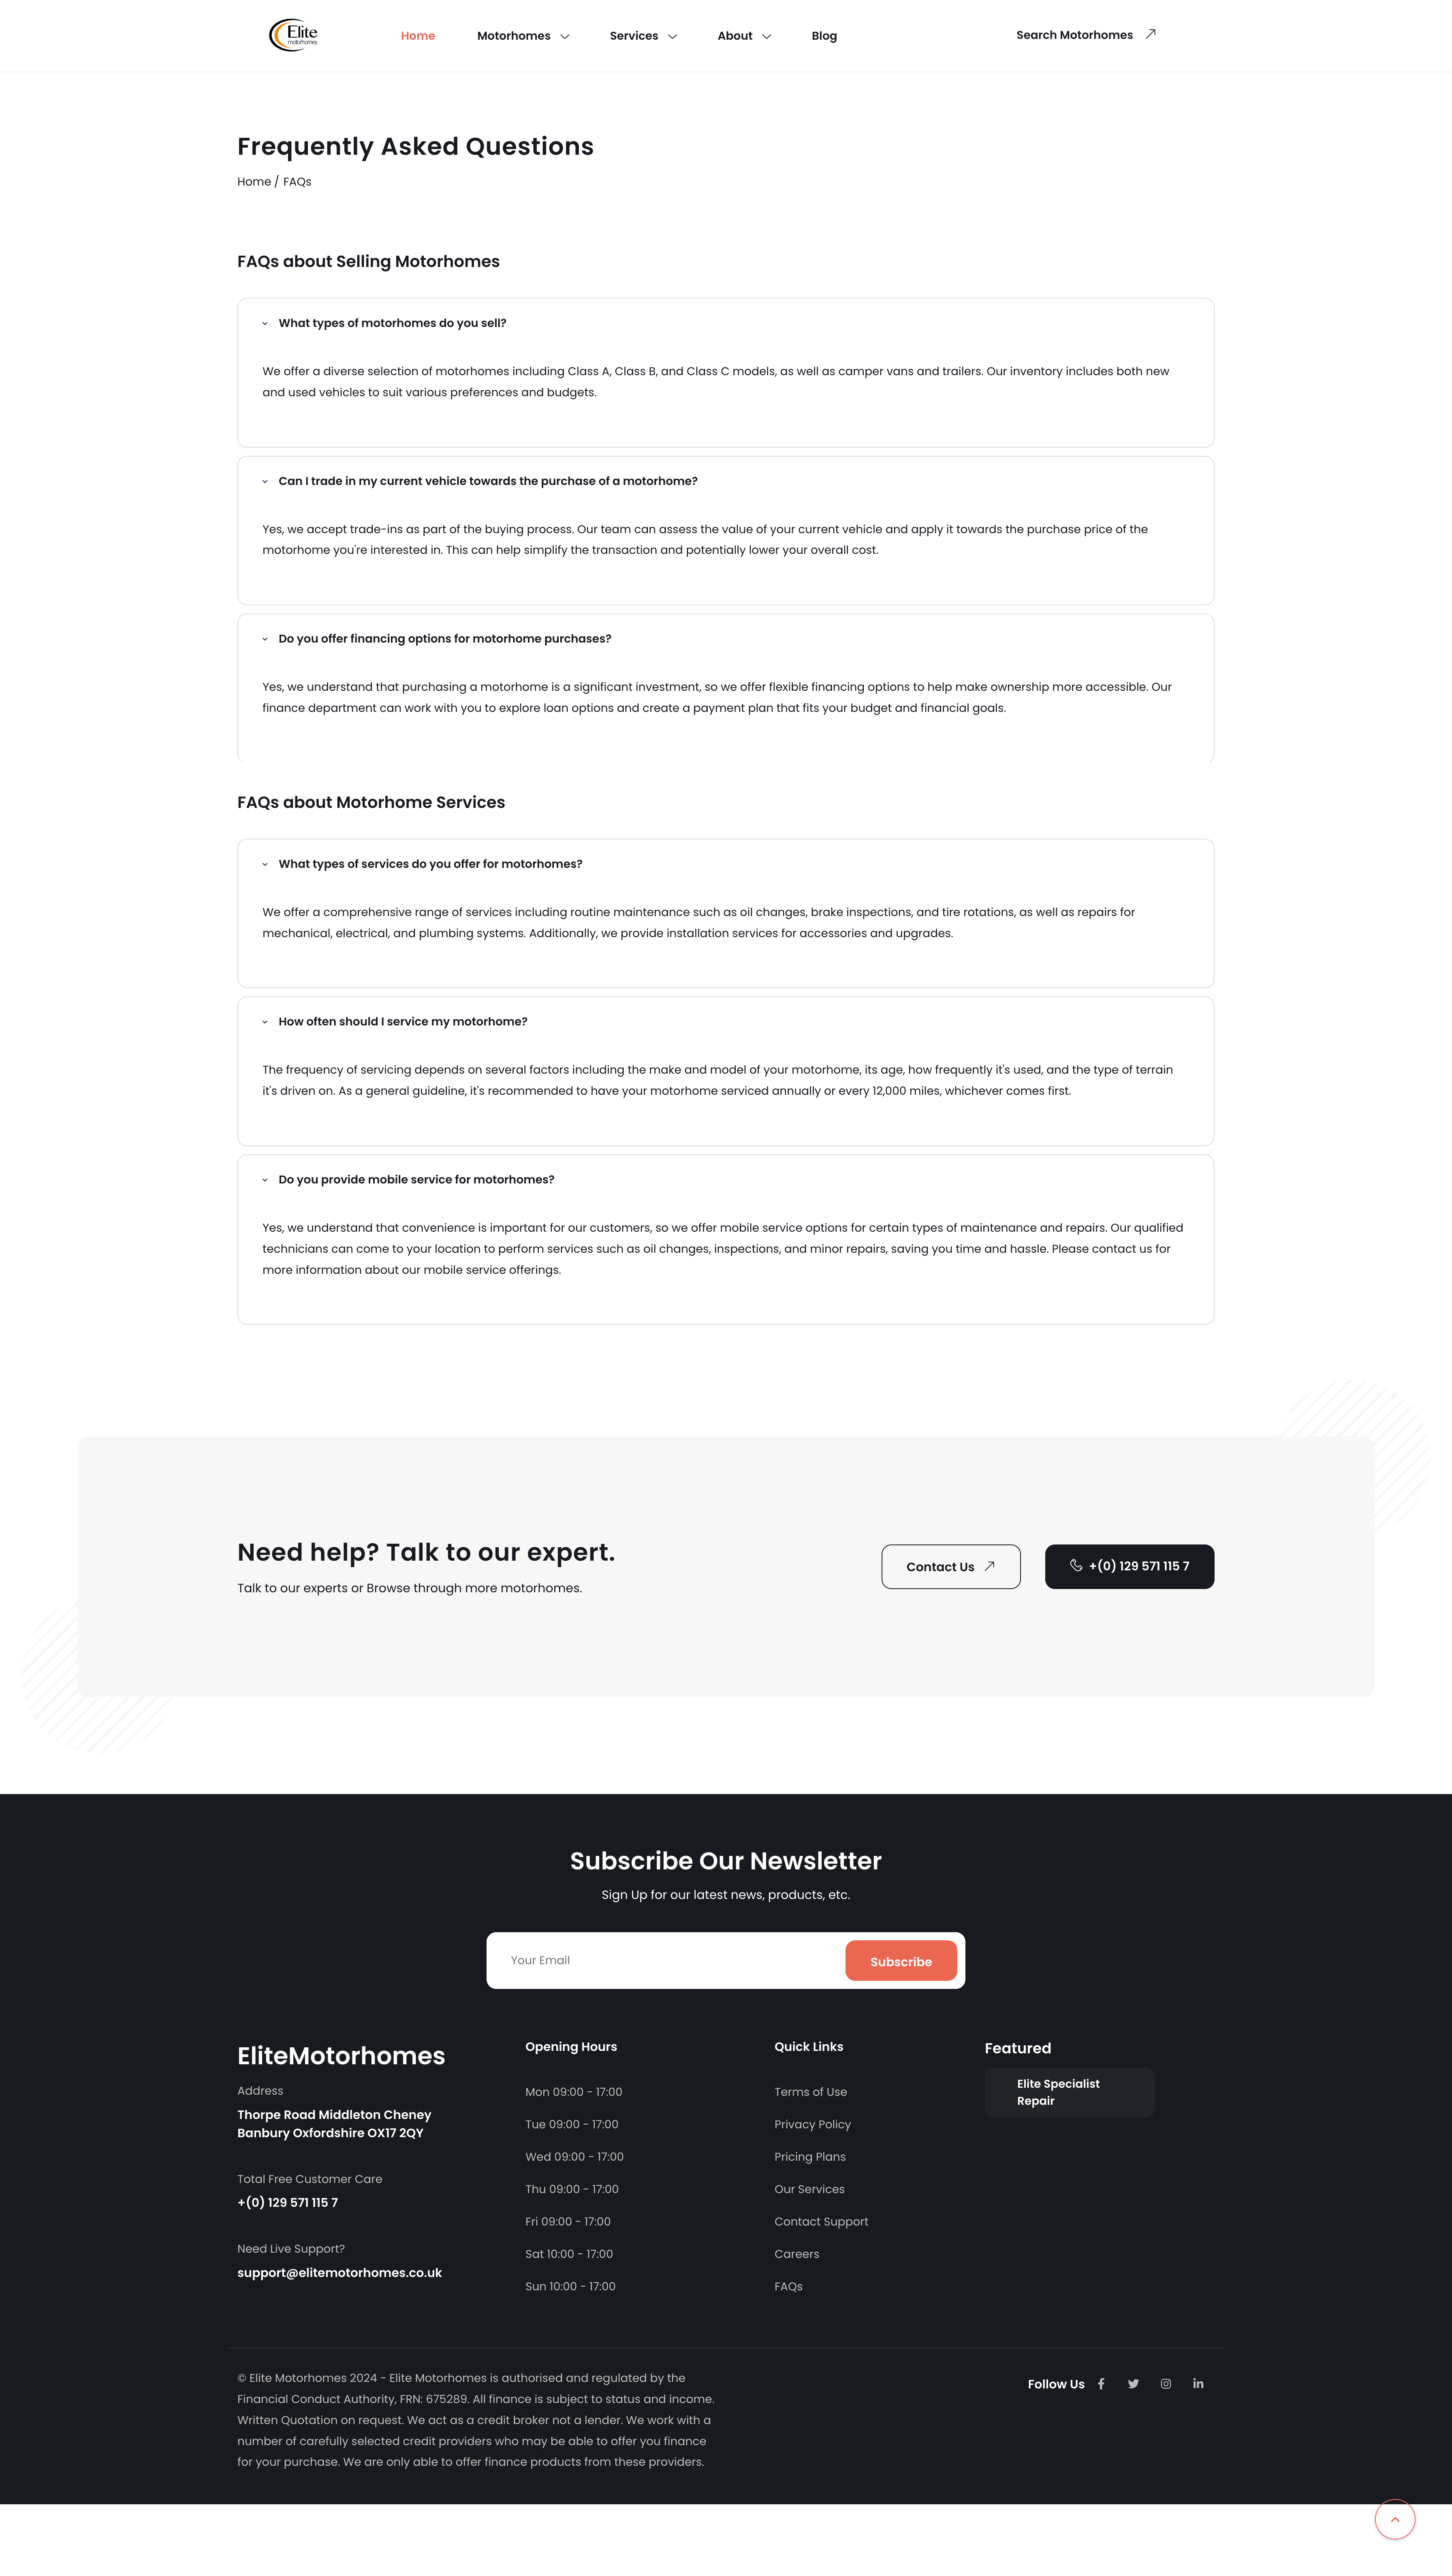 Elite
motorhomes
Home
Motorhomes
Services
About
Blog
Search Motorhomes
Frequently Asked Questions
Home / FAQs
FAQs about Selling Motorhomes
What types of motorhomes do you sell?
We offer a diverse selection of motorhomes including Class A, Class B, and Class C models, as well as camper vans and trailers. Our inventory includes both new
and used vehicles to suit various preferences and budgets.
Can I trade in my current vehicle towards the purchase of a motorhome?
Yes, we accept trade-ins as part of the buying process. Our team can assess the value of your current vehicle and apply it towards the purchase price of the
motorhome you're interested in. This can help simplify the transaction and potentially lower your overall cost.
Do you offer financing options for motorhome purchases?
Yes, we understand that purchasing a motorhome is a significant investment, so we offer flexible financing options to help make ownership more accessible. Our
finance department can work with you to explore loan options and create a payment plan that fits your budget and financial goals.
FAQs about Motorhome Services
What types of services do you offer for motorhomes?
We offer a comprehensive range of services including routine maintenance such as oil changes, brake inspections, and tire rotations, as well as repairs for
mechanical, electrical, and plumbing systems. Additionally, we provide installation services for accessories and upgrades.
How often should I service my motorhome?
The frequency of servicing depends on several factors including the make and model of your motorhome, its age, how frequently it's used, and the type of terrain
it's driven on. As a general guideline, it's recommended to have your motorhome serviced annually or every 12,000 miles, whichever comes first.
Do you provide mobile service for motorhomes?
Yes, we understand that convenience is important for our customers, so we offer mobile service options for certain types of maintenance and repairs. Our qualified
technicians can come to your location to perform services such as oil changes, inspections, and minor repairs, saving you time and hassle. Please contact us for
more information about our mobile service offerings.
Need help? Talk to our expert.
Talk to our experts or Browse through more motorhomes.
Contact Us
+(0) 129 571 115 7
Subscribe Our Newsletter
Sign Up for our latest news, products, etc.
Your Email
Subscribe
EliteMotorhomes
Address
Thorpe Road Middleton Cheney
Banbury Oxfordshire OX17 2QY
Total Free Customer Care
+(0) 129 571 115 7
Need Live Support?
support@elitemotorhomes.co.uk
Opening Hours
Mon 09:00 - 17:00
Tue 09:00 - 17:00
Wed 09:00 - 17:00
Thu 09:00 - 17:00
Fri 09:00 - 17:00
Sat 10:00 - 17:00
Sun 10:00 - 17:00
Quick Links
Terms of Use
Privacy Policy
Pricing Plans
Our Services
Contact Support
Careers
FAQs
Featured
Elite Specialist
Repair
© Elite Motorhomes 2024 - Elite Motorhomes is authorised and regulated by the
Financial Conduct Authority, FRN: 675289. All finance is subject to status and income.
Written Quotation on request. We act as a credit broker not a lender. We work with a
number of carefully selected credit providers who may be able to offer you finance
for your purchase. We are only able to offer finance products from these providers.
Follow Us